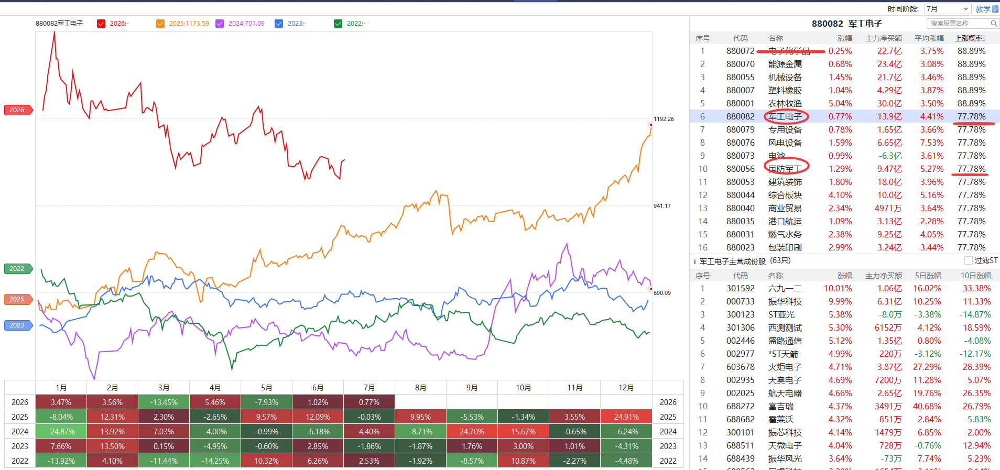 时间阶段: 7月 教学
880082军工电子 2026:- 2025:1173.59 2024:701.09 2023:- 2022:-
880082 军工电子 搜索股票名称
序号 代码 名称 涨幅 主力净买额 平均涨幅 上涨概率↓
1 880072 电子化学品 0.25% 22.7亿 3.75% 88.89%
2 880070 能源金属 0.68% 23.4亿 3.08% 88.89%
3 880055 机械设备 1.45% 21.7亿 3.46% 88.89%
4 880007 塑料橡胶 1.04% 4.29亿 3.87% 88.89%
5 880001 农林牧渔 5.04% 30.0亿 3.50% 88.89%
6 880082 军工电子 0.77% 13.9亿 4.41% 77.78%
7 880079 专用设备 0.78% 1.65亿 3.66% 77.78%
8 880076 风电设备 1.59% 6.65亿 7.53% 77.78%
9 880073 电池 0.99% -6.3亿 3.61% 77.78%
10 880056 国防军工 1.29% 9.47亿 5.27% 77.78%
11 880053 建筑装饰 1.80% 18.0亿 3.96% 77.78%
12 880044 综合板块 4.10% 10.0亿 5.16% 77.78%
13 880040 商业贸易 2.34% 4971万 3.64% 77.78%
14 880035 港口航运 1.09% 3.13亿 2.28% 77.78%
15 880031 燃气水务 2.38% 9.25亿 4.05% 77.78%
16 880023 包装印刷 2.99% 3.24亿 3.44% 77.78%
军工电子主营成份股 (63只) 过滤ST
序号 代码 名称 涨幅 主力净买额 5日涨幅 10日涨幅
1 301592 六九一二 10.01% 1.06亿 16.02% 33.38%
2 000733 振华科技 9.99% 6.31亿 10.25% 11.33%
3 300123 ST亚光 5.38% -8.0万 -3.38% -14.87%
4 301306 西测测试 5.30% 6152万 4.12% 18.59%
5 002446 盛路通信 5.12% 1.35亿 0.80% -4.08%
6 002977 *ST天箭 4.99% 220万 -3.12% -12.17%
7 603678 火炬电子 4.71% 3.87亿 27.29% 28.39%
8 002935 天奥电子 4.69% 7200万 11.28% 5.07%
9 002025 航天电器 4.66% 2.65亿 19.76% 26.35%
10 688272 富吉瑞 4.37% 3491万 40.68% 26.79%
11 688682 霍莱沃 4.32% 851万 2.84% -5.83%
12 300101 振芯科技 4.14% 1479万 6.85% 2.00%
13 688511 天微电子 4.04% 728万 -0.76% 12.94%
14 688439 振华风光 3.64% -73万 7.74% 5.23%
1192.26
941.17
690.09
2026
2022
2025
2023
1月 2月 3月 4月 5月 6月 7月 8月 9月 10月 11月 12月
2026 3.47% 3.56% -13.45% 5.46% -7.93% 1.02% 0.77% 2026
2025 -8.04% 12.31% 2.30% -2.65% 9.57% 12.09% -0.03% 9.95% -5.53% -1.34% 3.55% 24.91% 2025
2024 -24.87% 13.92% 7.03% -4.00% -0.99% -6.18% 4.40% -8.71% 24.70% 15.67% -0.65% -6.24% 2024
2023 7.66% 13.50% 0.15% -4.95% -0.60% 2.85% -1.86% -1.87% 1.76% 3.00% 1.01% -4.31% 2023
2022 -13.92% 4.10% -11.44% -14.25% 10.32% 6.26% 2.53% -1.92% -8.57% 10.87% -2.27% -4.48% 2022